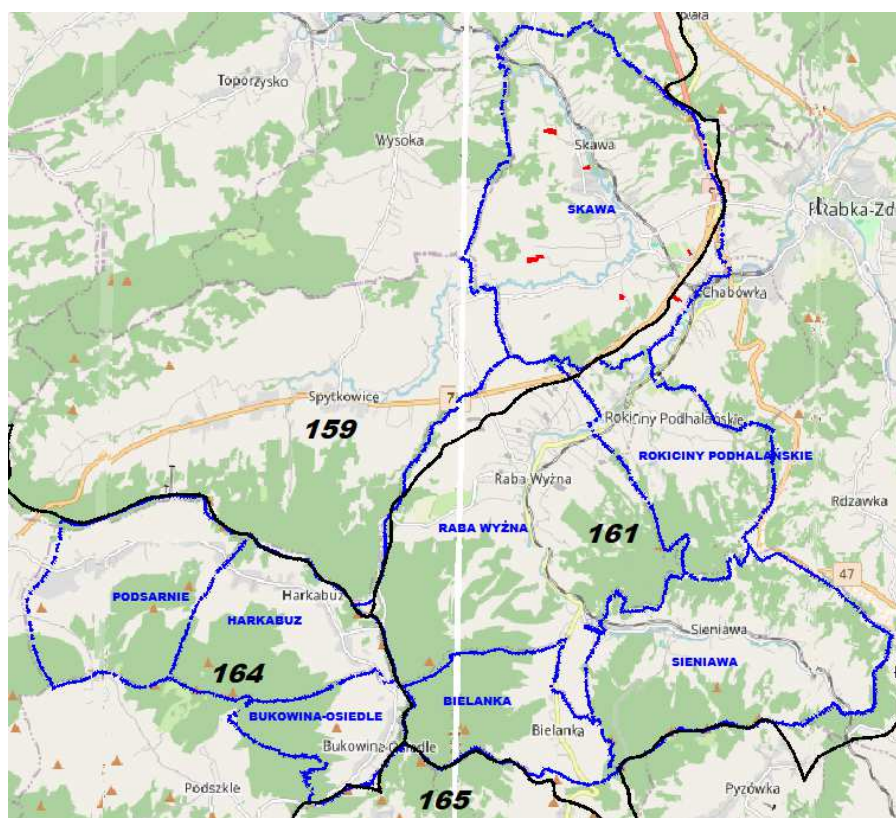 Toporzysko
Wysoka
Skawa
SKAWA
Rabka-Zd
Chabówka
Spytkowice
7
159
Rokiciny Podhalańskie
ROKICINY PODHALAŃSKIE
Raba Wyżna
Rdzawka
RABA WYŻNA
161
47
PODSARNIE
Harkabuz
HARKABUZ
Sieniawa
SIENIAWA
164
BIELANKA
BUKOWINA-OSIEDLE
Bielanka
Bukowina-Osiedle
Podszkle
165
Pyzówka